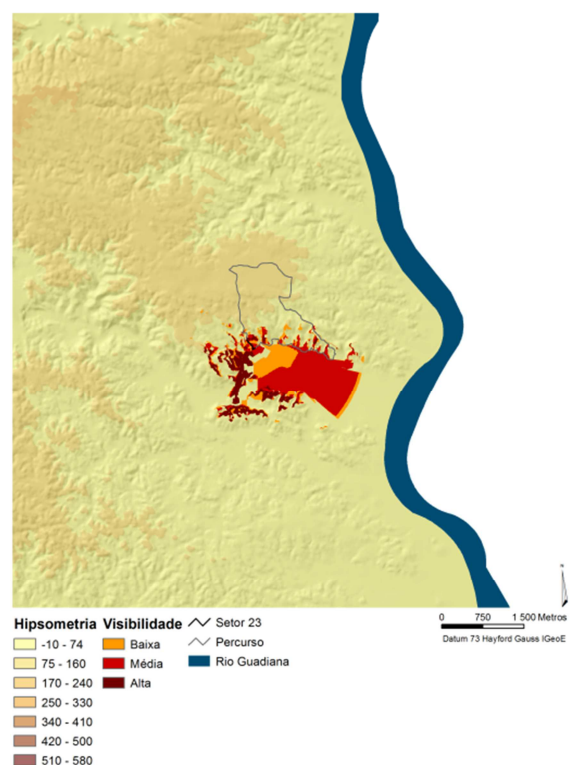 N
0 750 1 500 Metros
Datum 73 Hayford Gauss IGeoE
Hipsometria
-10 - 74
75 - 160
170 - 240
250 - 330
340 - 410
420 - 500
510 - 580
Visibilidade
Baixa
Média
Alta
Setor 23
Percurso
Rio Guadiana